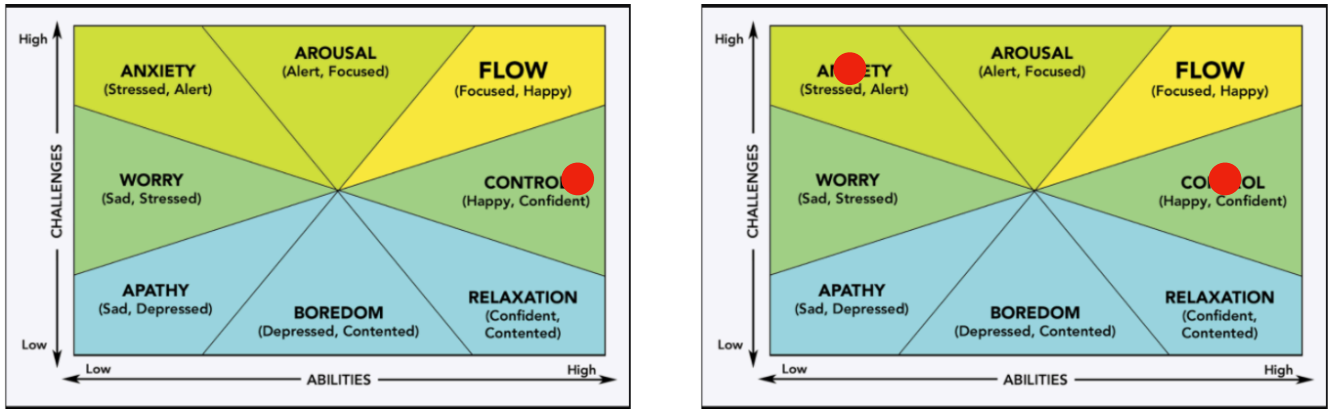 High
ANXIETY
(Stressed, Alert)
AROUSAL
(Alert, Focused)
FLOW
(Focused, Happy)
CHALLENGES
WORRY
(Sad, Stressed)
CONTROL
(Happy, Confident)
APATHY
(Sad, Depressed)
BOREDOM
(Depressed, Contented)
RELAXATION
(Confident,
Contented)
Low
Low
High
ABILITIES
High
(Stressed, Alert)
AROUSAL
(Alert, Focused)
FLOW
(Focused, Happy)
CHALLENGES
WORRY
(Sad, Stressed)
(Happy, Confident)
APATHY
(Sad, Depressed)
BOREDOM
(Depressed, Contented)
RELAXATION
(Confident,
Contented)
Low
Low
High
ABILITIES